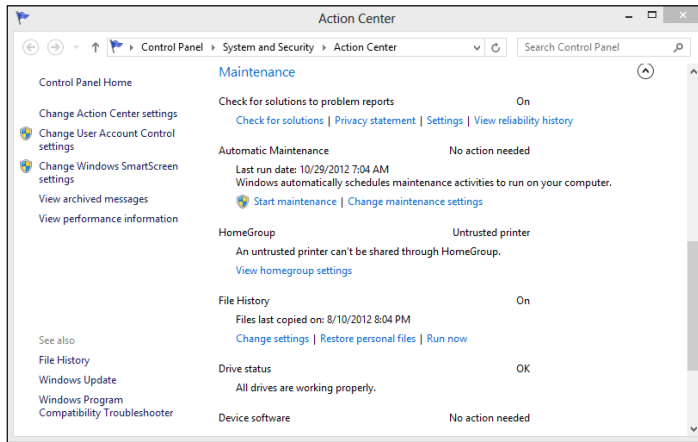 Action Center
Control Panel System and Security Action Center Search Control Panel
Control Panel Home
Change Action Center settings
Change User Account Control
settings
Change Windows SmartScreen
settings
View archived messages
View performance information
See also
File History
Windows Update
Windows Program
Compatibility Troubleshooter
Maintenance
Check for solutions to problem reports On
Check for solutions | Privacy statement | Settings | View reliability history
Automatic Maintenance No action needed
Last run date: 10/29/2012 7:04 AM
Windows automatically schedules maintenance activities to run on your computer.
Start maintenance | Change maintenance settings
HomeGroup Untrusted printer
An untrusted printer can't be shared through HomeGroup.
View homegroup settings
File History On
Files last copied on: 8/10/2012 8:04 PM
Change settings | Restore personal files | Run now
Drive status OK
All drives are working properly.
Device software No action needed